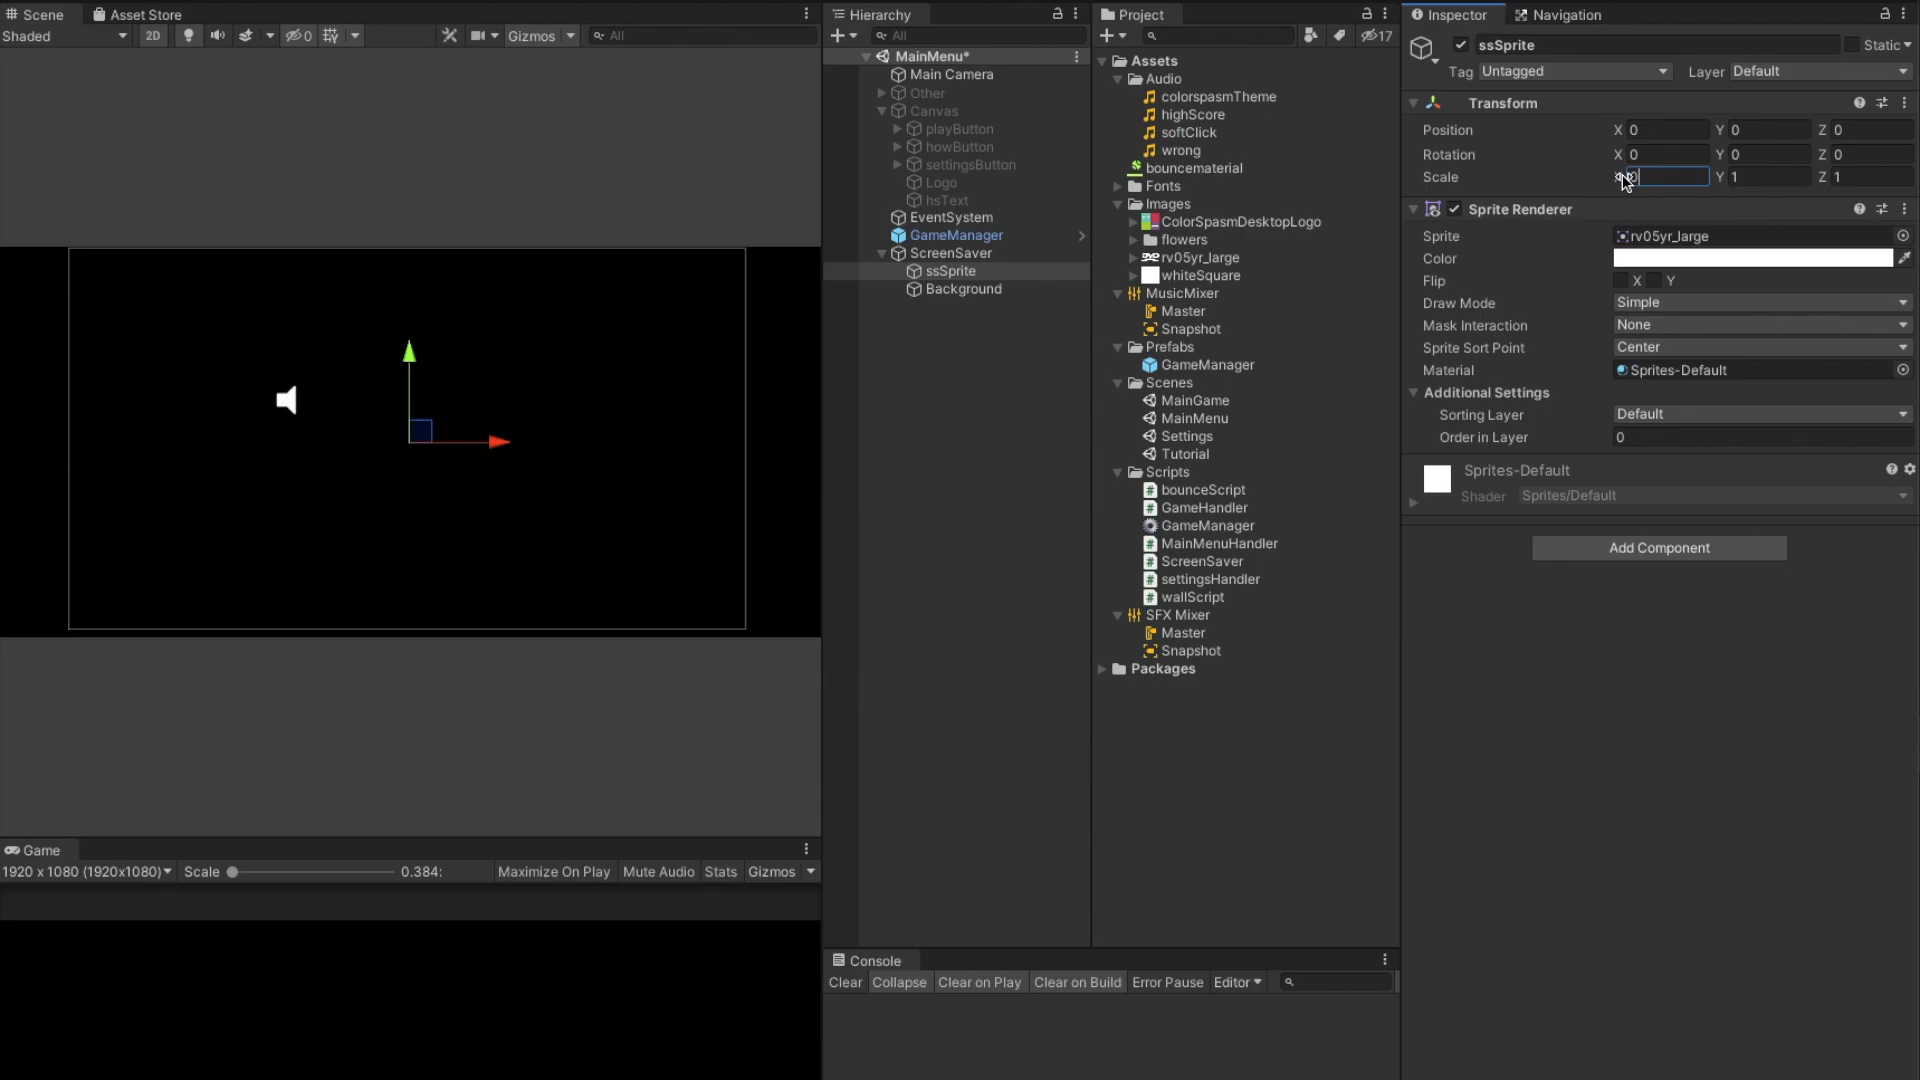 Scene
Asset Store
Shaded
2D
0
Gizmos
All
Hierarchy
All
MainMenu*
Main Camera
Other
Canvas
playButton
howButton
settingsButton
Logo
hsText
EventSystem
GameManager
ScreenSaver
ssSprite
Background
Project
17
Assets
Audio
colorspasmTheme
highScore
softClick
wrong
bouncematerial
Fonts
Images
ColorSpasmDesktopLogo
flowers
rv05yr_large
whiteSquare
MusicMixer
Master
Snapshot
Prefabs
GameManager
Scenes
MainGame
MainMenu
Settings
Tutorial
Scripts
bounceScript
GameHandler
GameManager
MainMenuHandler
ScreenSaver
settingsHandler
wallScript
SFX Mixer
Master
Snapshot
Packages
Inspector
Navigation
ssSprite
Static
Tag Untagged
Layer Default
Transform
Position X 0 Y 0 Z 0
Rotation X 0 Y 0 Z 0
Scale Y 1 Z 1
Sprite Renderer
Sprite rv05yr_large
Color
Flip X Y
Draw Mode Simple
Mask Interaction None
Sprite Sort Point Center
Material Sprites-Default
Additional Settings
Sorting Layer Default
Order in Layer 0
Sprites-Default
Shader Sprites/Default
Add Component
Game
1920 x 1080 (1920x1080)
Scale 0.384:
Maximize On Play
Mute Audio
Stats
Gizmos
Console
Clear
Collapse
Clear on Play
Clear on Build
Error Pause
Editor